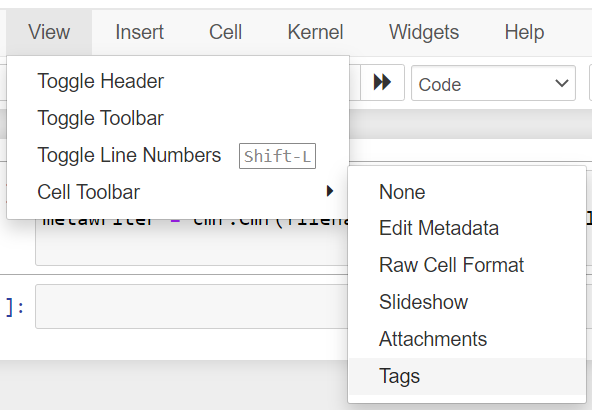 View Insert Cell Kernel Widgets Help
Toggle Header
Code
Toggle Toolbar
Toggle Line Numbers Shift-L
Cell Toolbar
None
Edit Metadata
Raw Cell Format
Slideshow
]:
Attachments
Tags